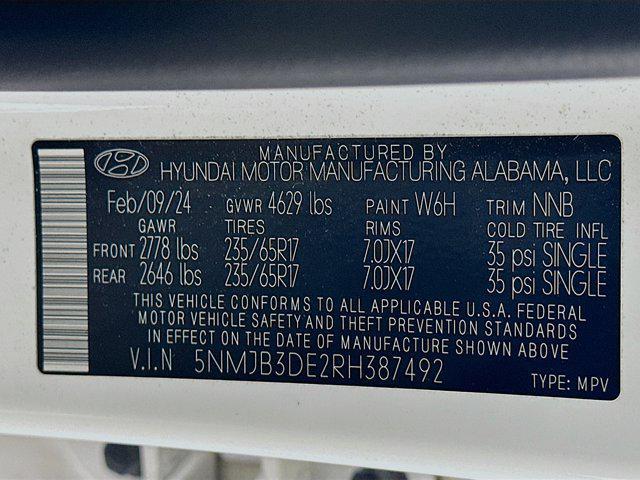 MANUFACTURED BY
HYUNDAI MOTOR MANUFACTURING ALABAMA, LLC
Feb/09/24 GVWR 4629 lbs PAINT W6H TRIM NNB
GAWR TIRES RIMS COLD TIRE INFL
FRONT 2778 lbs 235/65R17 7.0JX17 35 psi SINGLE
REAR 2646 lbs 235/65R17 7.0JX17 35 psi SINGLE
THIS VEHICLE CONFORMS TO ALL APPLICABLE U.S.A. FEDERAL
MOTOR VEHICLE SAFETY AND THEFT PREVENTION STANDARDS
IN EFFECT ON THE DATE OF MANUFACTURE SHOWN ABOVE
V.I.N 5NMJB3DE2RH387492
TYPE: MPV